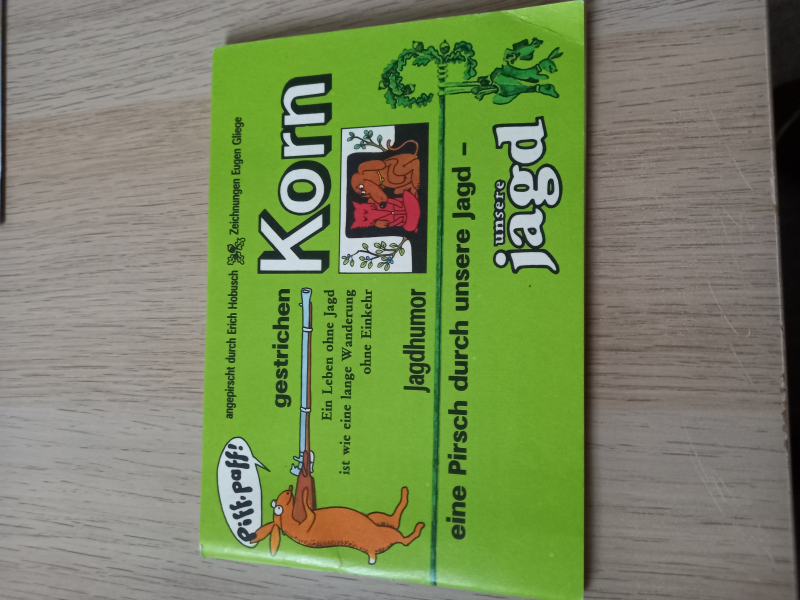 angepirscht durch Erich Hobusch Zeichnungen Eugen Gliege
Piff-paff!
gestrichen Korn
Ein Leben ohne Jagd
ist wie eine lange Wanderung
ohne Einkehr
Jagdhumor
eine Pirsch durch unsere Jagd –
unsere
jagd